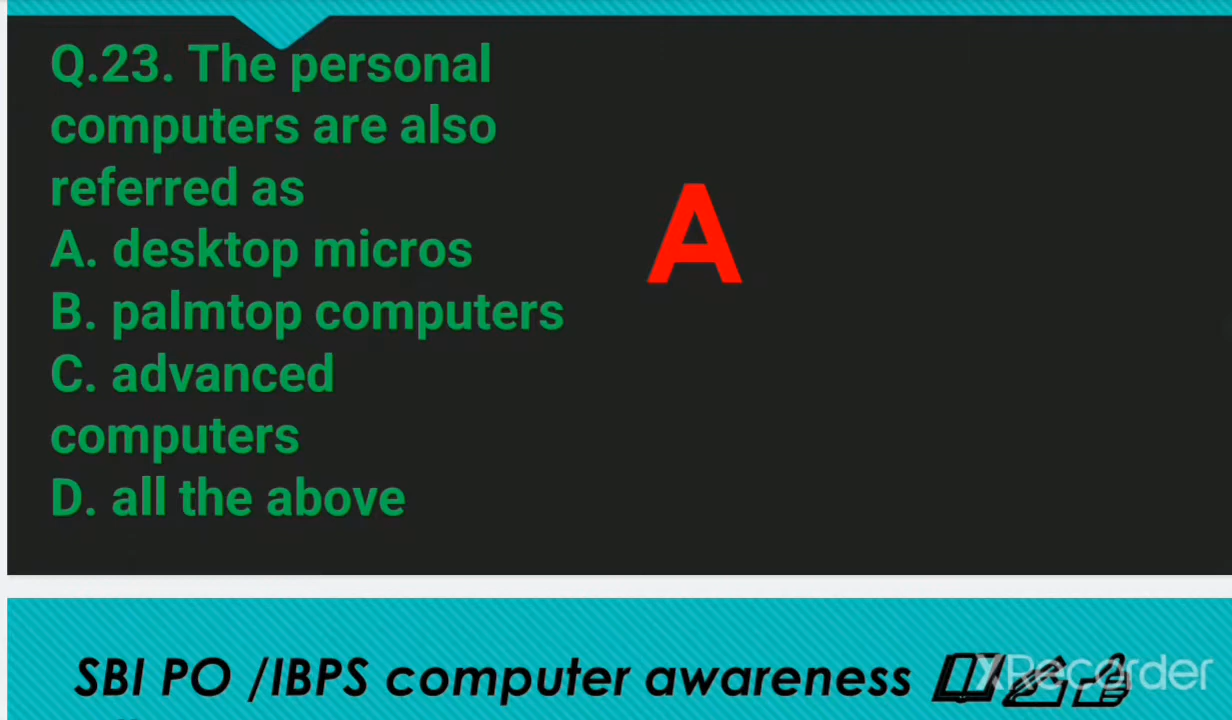 Q.23. The personal
computers are also
referred as
A. desktop micros
B. palmtop computers
C. advanced
computers
D. all the above
A
SBI PO /IBPS computer awareness
XRecorder